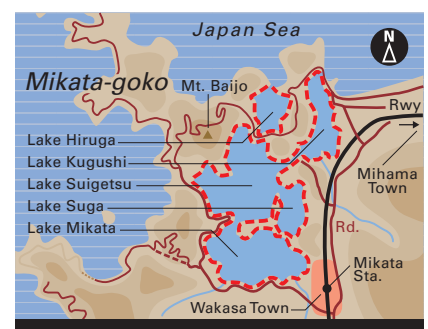 Japan Sea
N
Mikata-goko
Mt. Baijo
Rwy
Lake Hiruga
Lake Kugushi
Mihama
Town
Lake Suigetsu
Lake Suga
Lake Mikata
Rd.
Mikata
Sta.
Wakasa Town